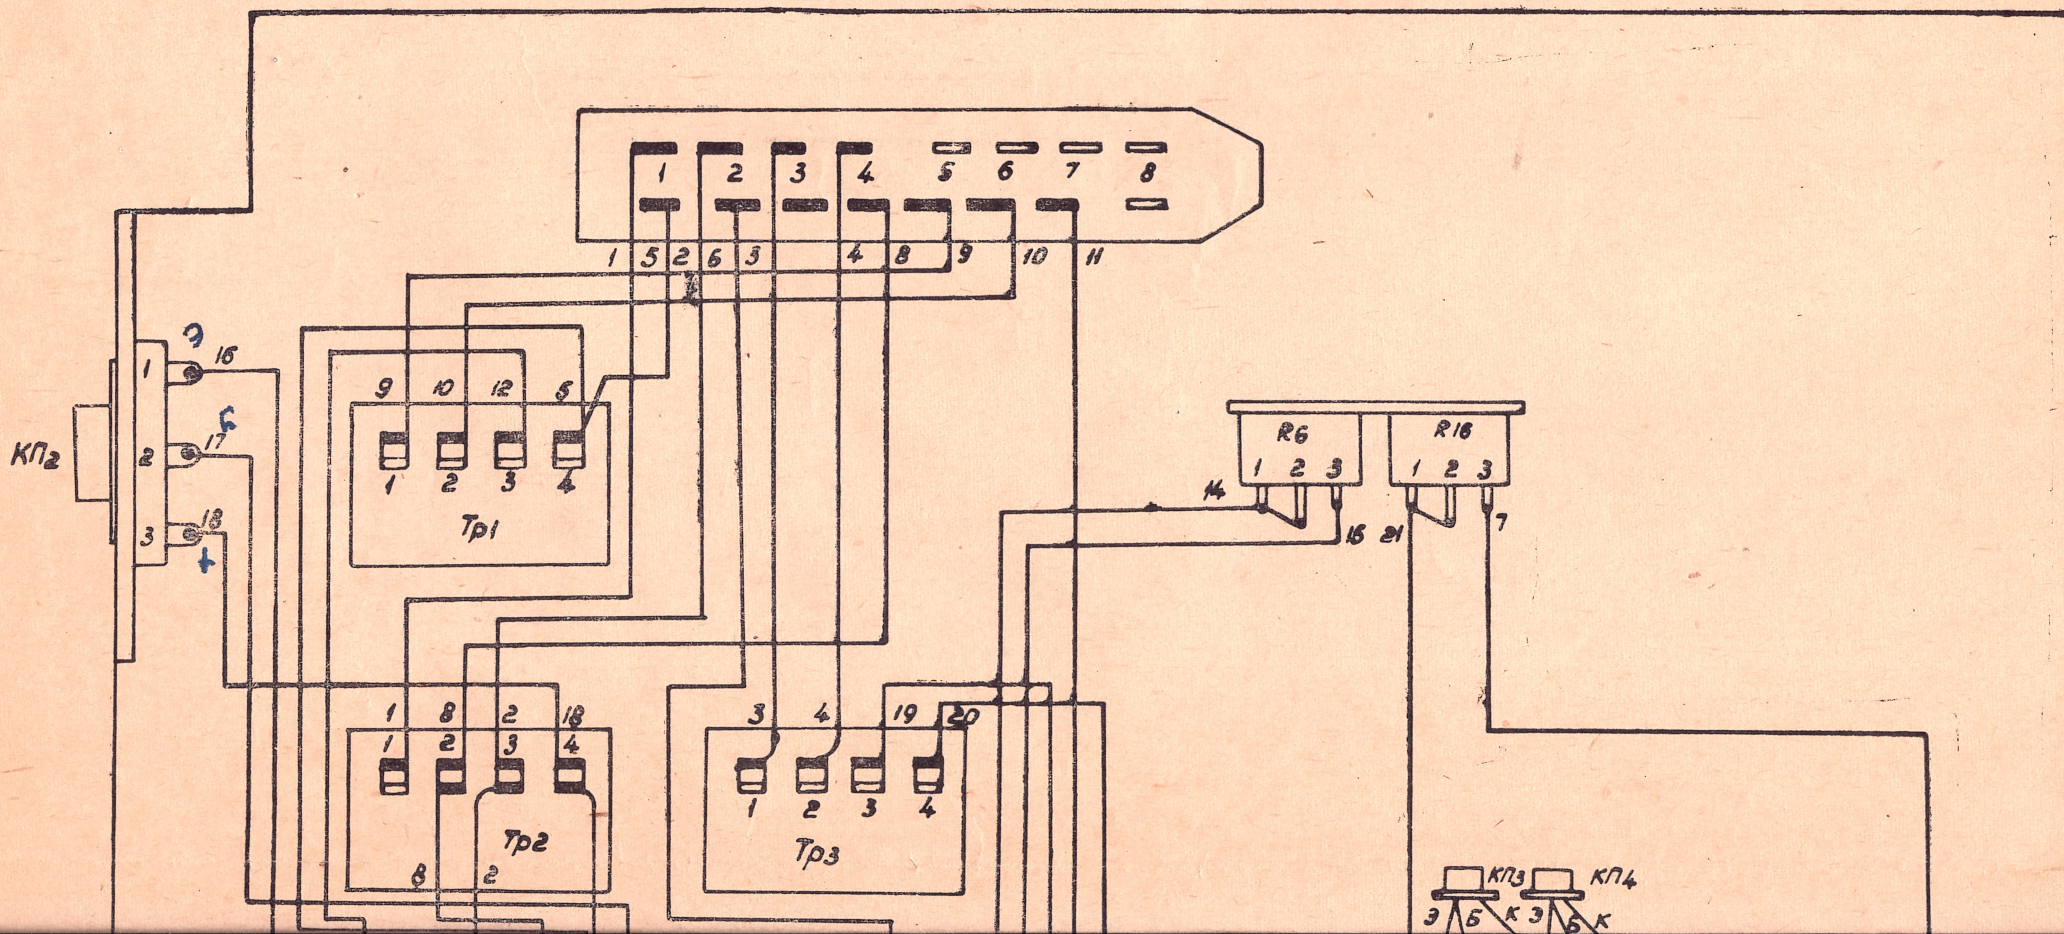 1 2 3 4 5 6 7 8
1 5 2 6 3 4 8 9 10 11
КП2
1 16
2 17
3 18
Э
Б
9 10 12 5
1 2 3 4
Тр1
R6 R18
1 2 3 1 2 3
14 16 21 7
1 8 2 18
1 2 3 4
Тр2
8 2
3 4 19 20
1 2 3 4
Тр3
КП3 КП4
Э Б К Э Б К